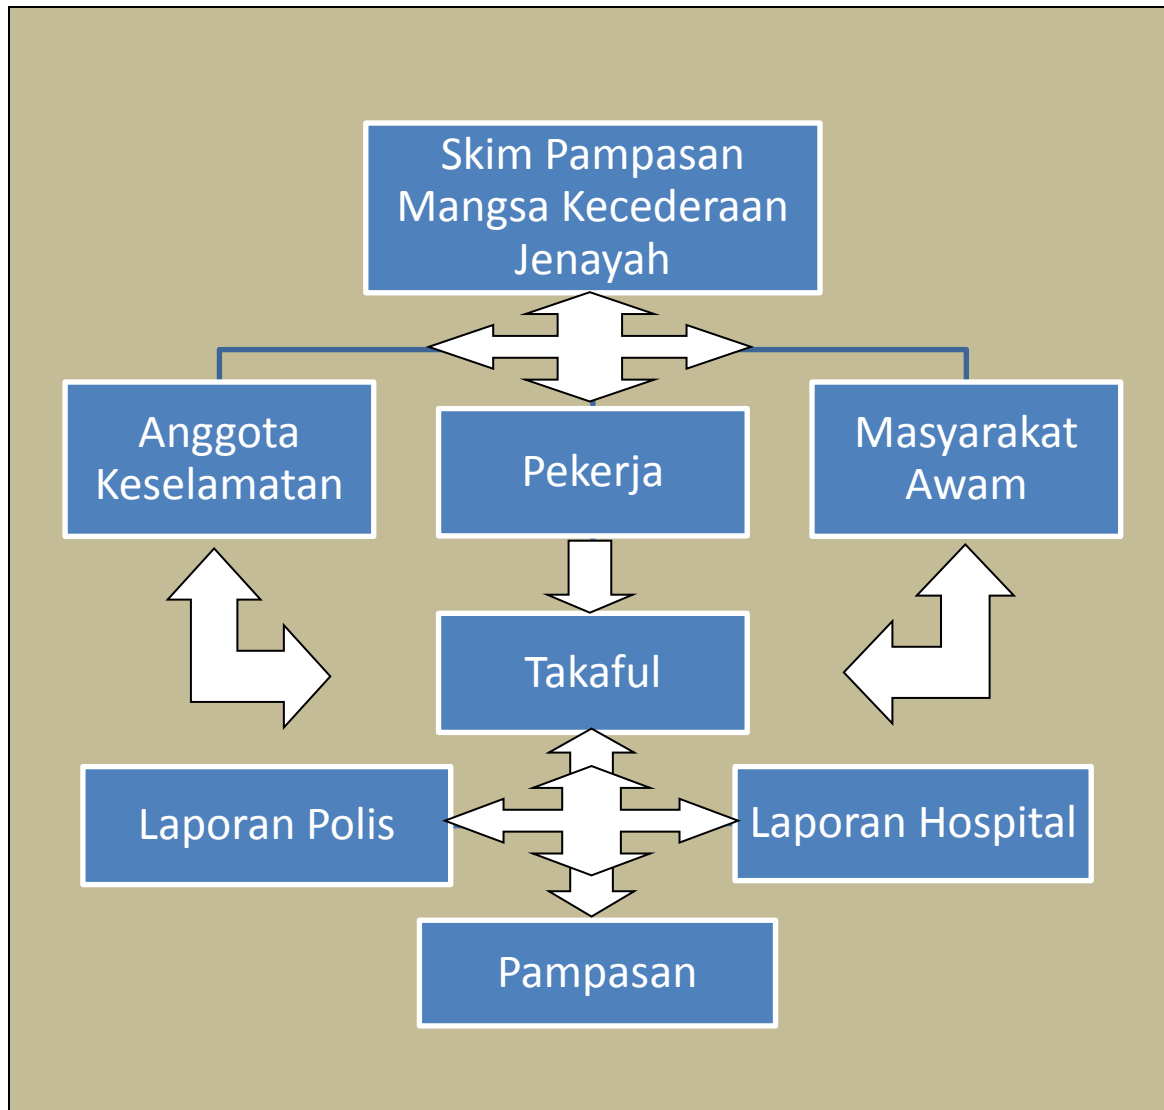 Skim Pampasan
Mangsa Kecederaan
Jenayah
Anggota
Keselamatan
Pekerja
Masyarakat
Awam
Takaful
Laporan Polis
Laporan Hospital
Pampasan